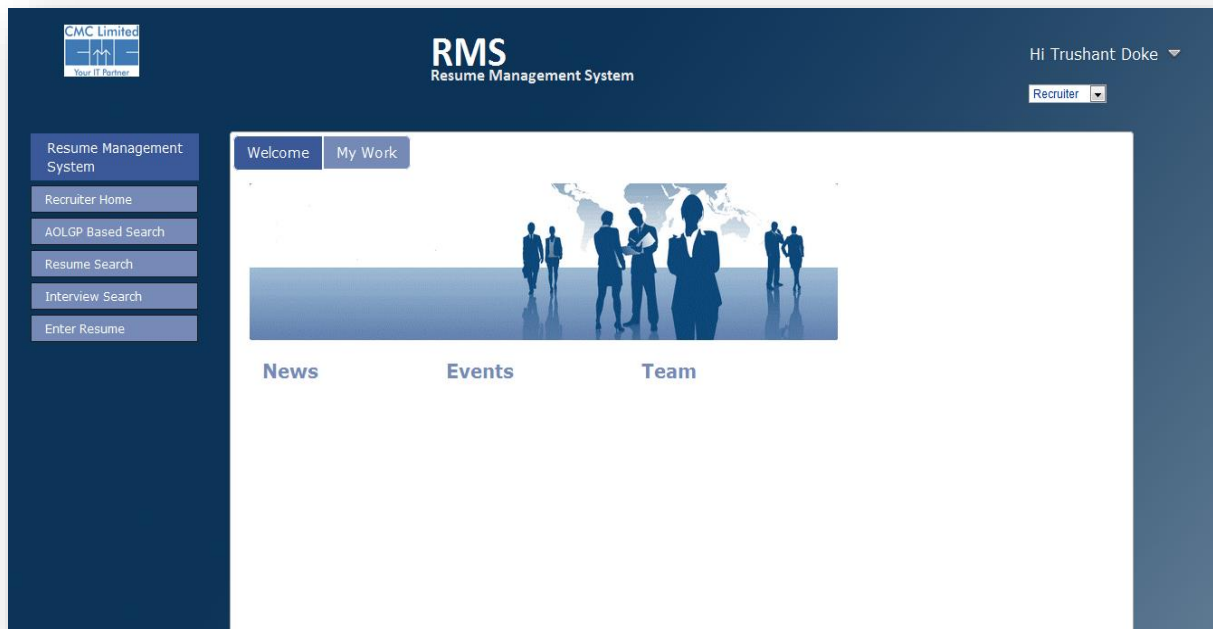 CMC Limited
Your IT Partner
RMS
Resume Management System
Hi Trushant Doke
Recruiter
Resume Management
System
Recruiter Home
AOLGP Based Search
Resume Search
Interview Search
Enter Resume
Welcome
My Work
News
Events
Team